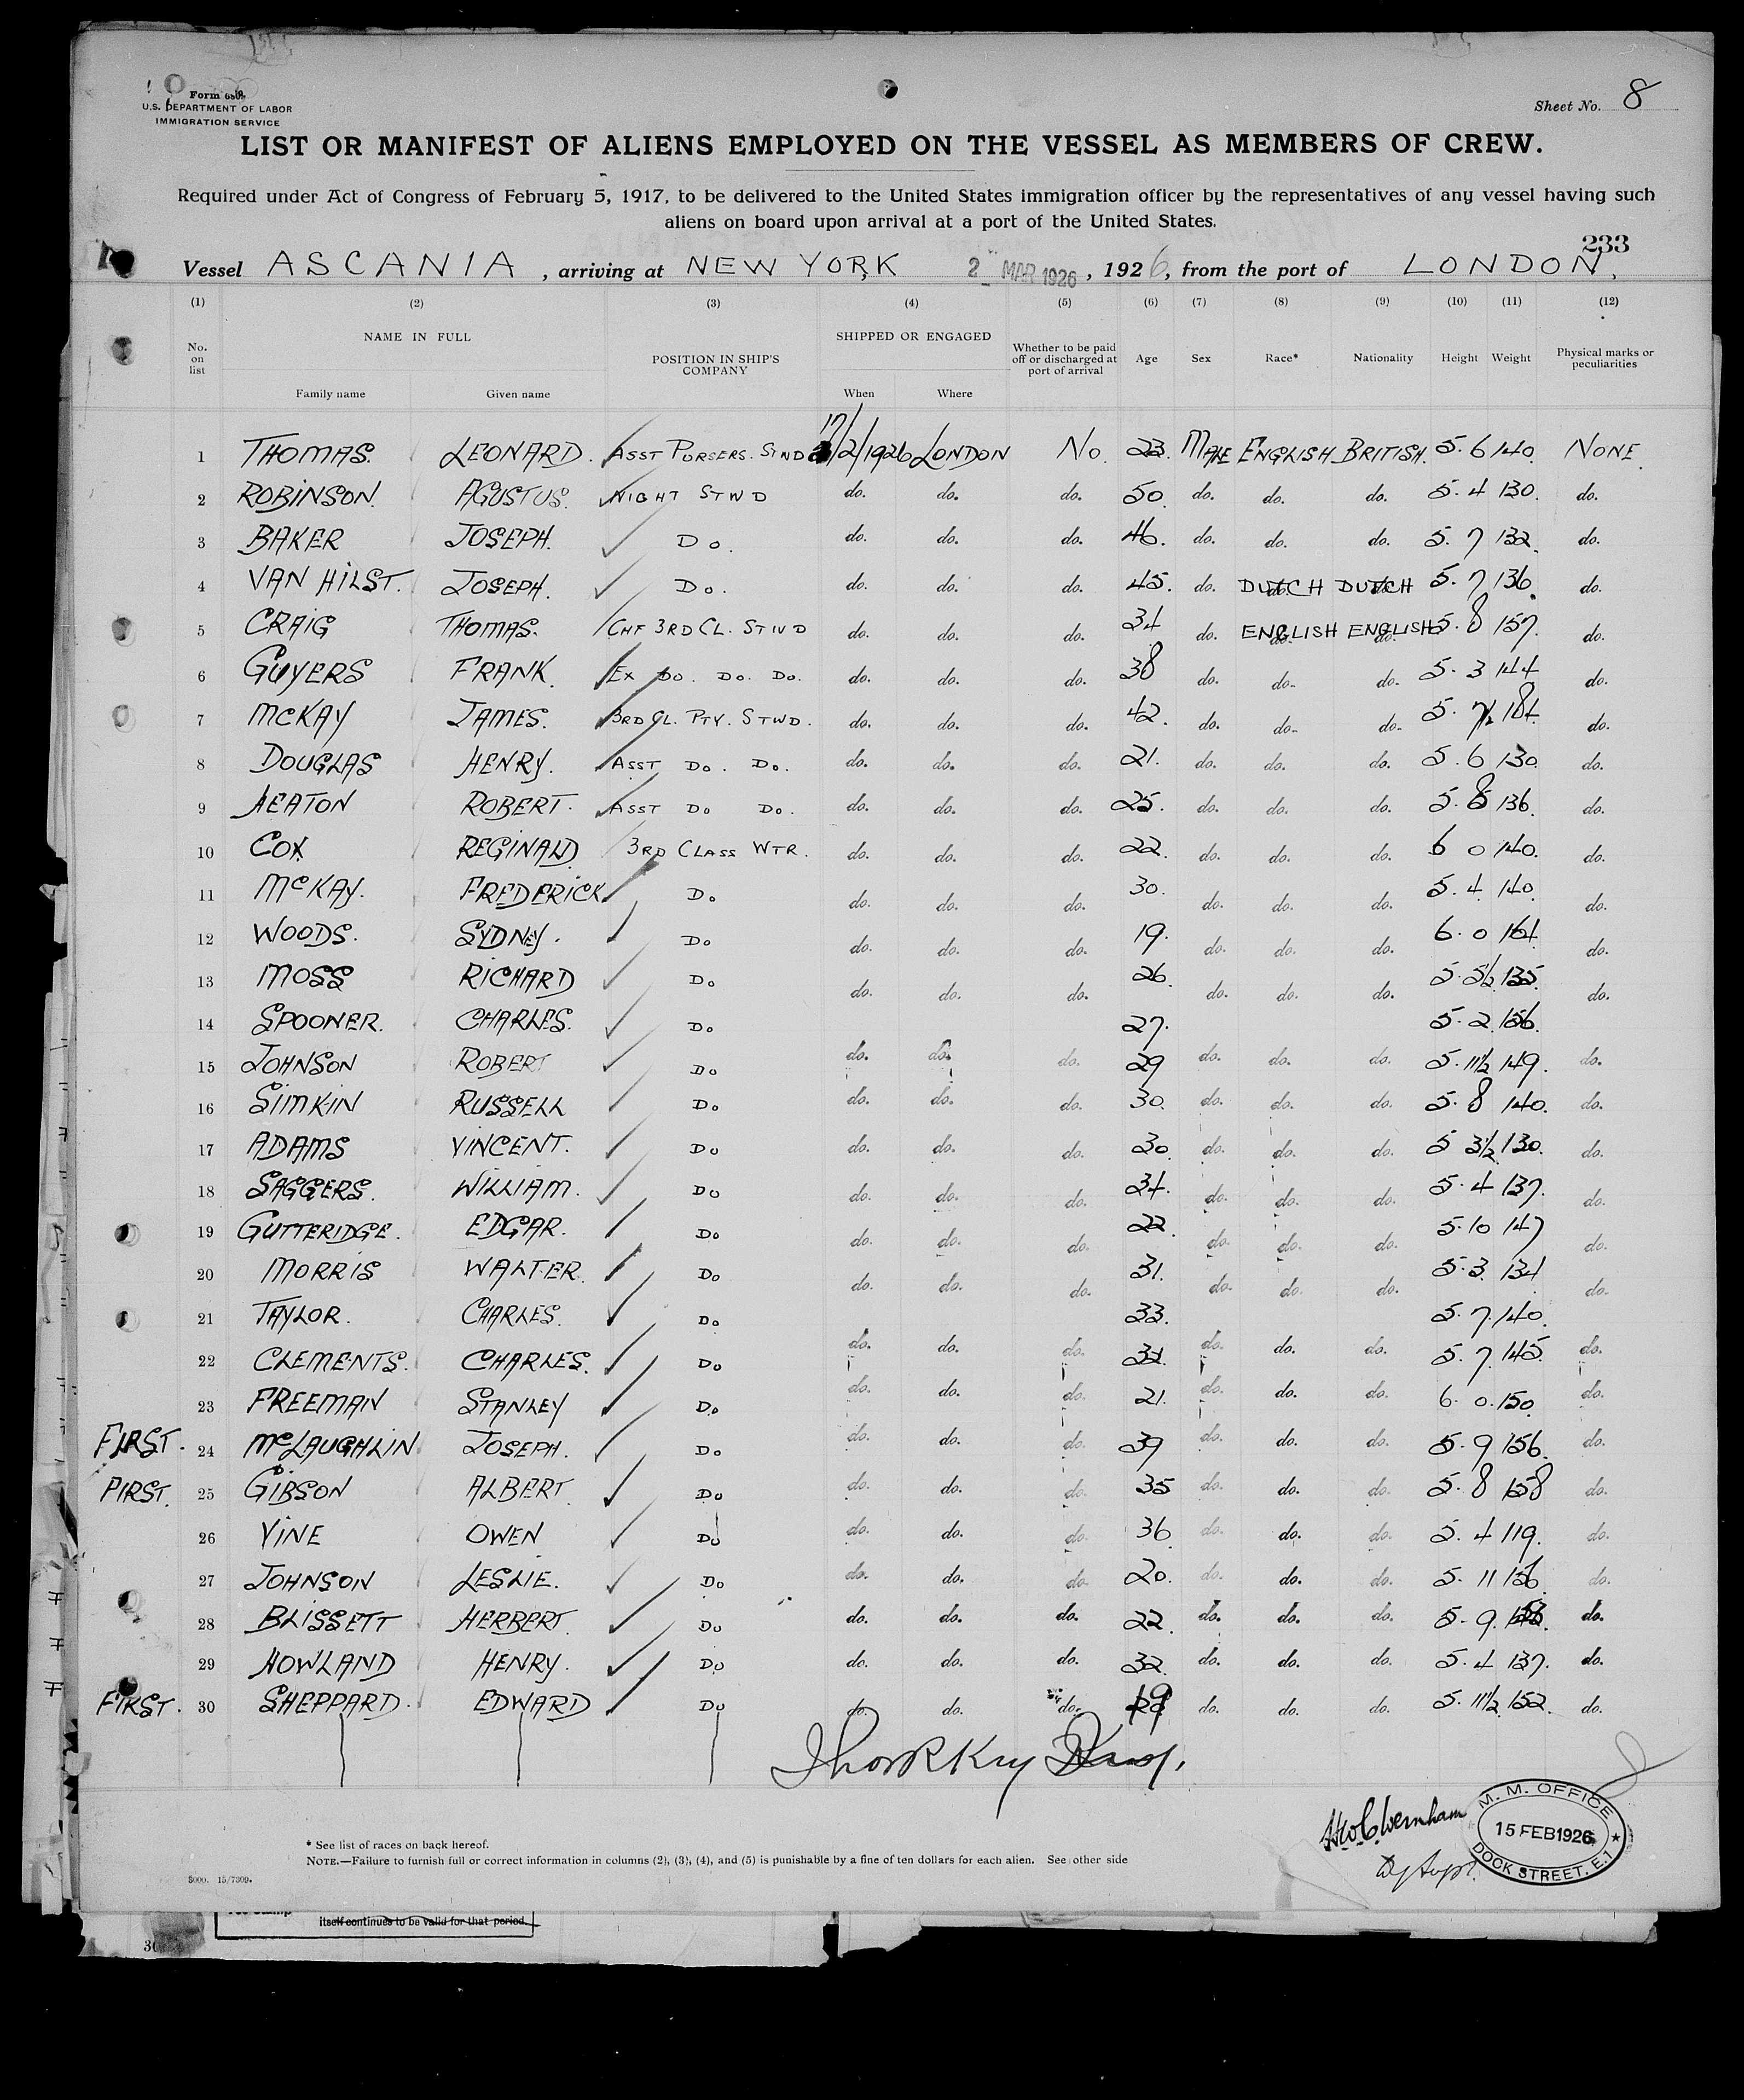 Form 680
U.S. DEPARTMENT OF LABOR
IMMIGRATION SERVICE
Sheet No. 8
LIST OR MANIFEST OF ALIENS EMPLOYED ON THE VESSEL AS MEMBERS OF CREW.
Required under Act of Congress of February 5, 1917, to be delivered to the United States immigration officer by the representatives of any vessel having such
aliens on board upon arrival at a port of the United States.
233
Vessel ASCANIA, arriving at NEW YORK 2 MAR 1926, 1926, from the port of LONDON.
(1) (2) (3) (4) (5) (6) (7) (8) (9) (10) (11) (12)
No. on list NAME IN FULL Family name Given name POSITION IN SHIP'S COMPANY SHIPPED OR ENGAGED When Where Whether to be paid off or discharged at port of arrival Age Sex Race* Nationality Height Weight Physical marks or peculiarities
1 THOMAS. LEONARD. ASST PURSERS. STWD 17/2/1926 LONDON No. 23. MALE ENGLISH BRITISH. 5. 6 140. NONE.
2 ROBINSON. AGUSTUS. NIGHT STWD do. do. do. 50. do. do. do. 5. 4 130. do.
3 BAKER JOSEPH. Do. do. do. do. 46. do. do. do. 5. 7 132. do.
4 VAN HILST. JOSEPH. Do. do. do. do. 45. do. DUTCH DUTCH 5. 7 136. do.
5 CRAIG THOMAS. CHF 3RD CL. STWD do. do. do. 34 do. ENGLISH ENGLISH 5. 8 157. do.
6 GUYERS FRANK. EX DO. DO. DO. do. do. do. 38 do. do. do. 5. 3 144 do.
7 McKAY JAMES. 3RD CL. PTY. STWD. do. do. do. 42. do. do. do. 5. 7½ 184. do.
8 DOUGLAS HENRY. ASST DO. DO. do. do. do. 21. do. do. do. 5. 6 130. do.
9 HEATON ROBERT. ASST DO DO. do. do. do. 25. do. do. do. 5. 8 136. do.
10 COX REGINALD. 3RD CLASS WTR. do. do. do. 22. do. do. do. 6 0 140. do.
11 McKAY. FREDERICK. Do do. do. do. 30. do. do. do. 5. 4. 140. do.
12 WOODS. SYDNEY. Do do. do. do. 19. do. do. do. 6. 0 164. do.
13 MOSS RICHARD Do do. do. do. 26. do. do. do. 5. 5½ 135. do.
14 SPOONER. CHARLES. Do 27. 5. 2. 156.
15 JOHNSON ROBERT Do do. do. do. 29 do. do. do. 5. 11½ 149. do.
16 SIMKIN RUSSELL Do do. do. do. 30. do. do. do. 5. 8 140. do.
17 ADAMS VINCENT. Do do. do. do. 30. do. do. do. 5 3½ 130. do.
18 SAGGERS. WILLIAM. Do do. do. do. 34. do. do. do. 5. 4 137. do.
19 GUTTERIDGE. EDGAR. Do do. do. do. 22. do. do. do. 5. 10 147 do.
20 MORRIS WALTER. Do do. do. do. 31. do. do. do. 5. 3. 134 do.
21 TAYLOR. CHARLES. Do 33. 5. 7. 140.
22 CLEMENTS. CHARLES. Do do. do. do. do. do. do. 5. 7. 145. do.
23 FREEMAN STANLEY Do do. do. do. 21. do. do. do. 6. 0. 150. do.
FIRST. 24 McLAUGHLIN. JOSEPH. Do do. do. do. 39 do. do. do. 5. 9 156. do.
FIRST. 25 GIBSON ALBERT. Do do. do. do. 35 do. do. do. 5. 8 158 do.
26 VINE OWEN Do do. do. do. 36 do. do. do. 5. 4 119. do.
27 JOHNSON LESLIE. Do do. do. do. 20. do. do. do. 5. 11 156. do.
28 BLISSETT HERBERT. Do do. do. do. 22. do. do. do. 5. 9. do.
29 HOWLAND HENRY. Do do. do. do. 32. do. do. do. 5. 4 137. do.
FIRST. 30 SHEPPARD. EDWARD Do do. do. do. 19 do. do. do. 5. 11½ 152. do.
M. M. OFFICE
15 FEB 1926
DOCK STREET. E.1
* See list of races on back hereof.
NOTE.—Failure to furnish full or correct information in columns (2), (3), (4), and (5) is punishable by a fine of ten dollars for each alien. See other side
itself continues to be valid for that period.